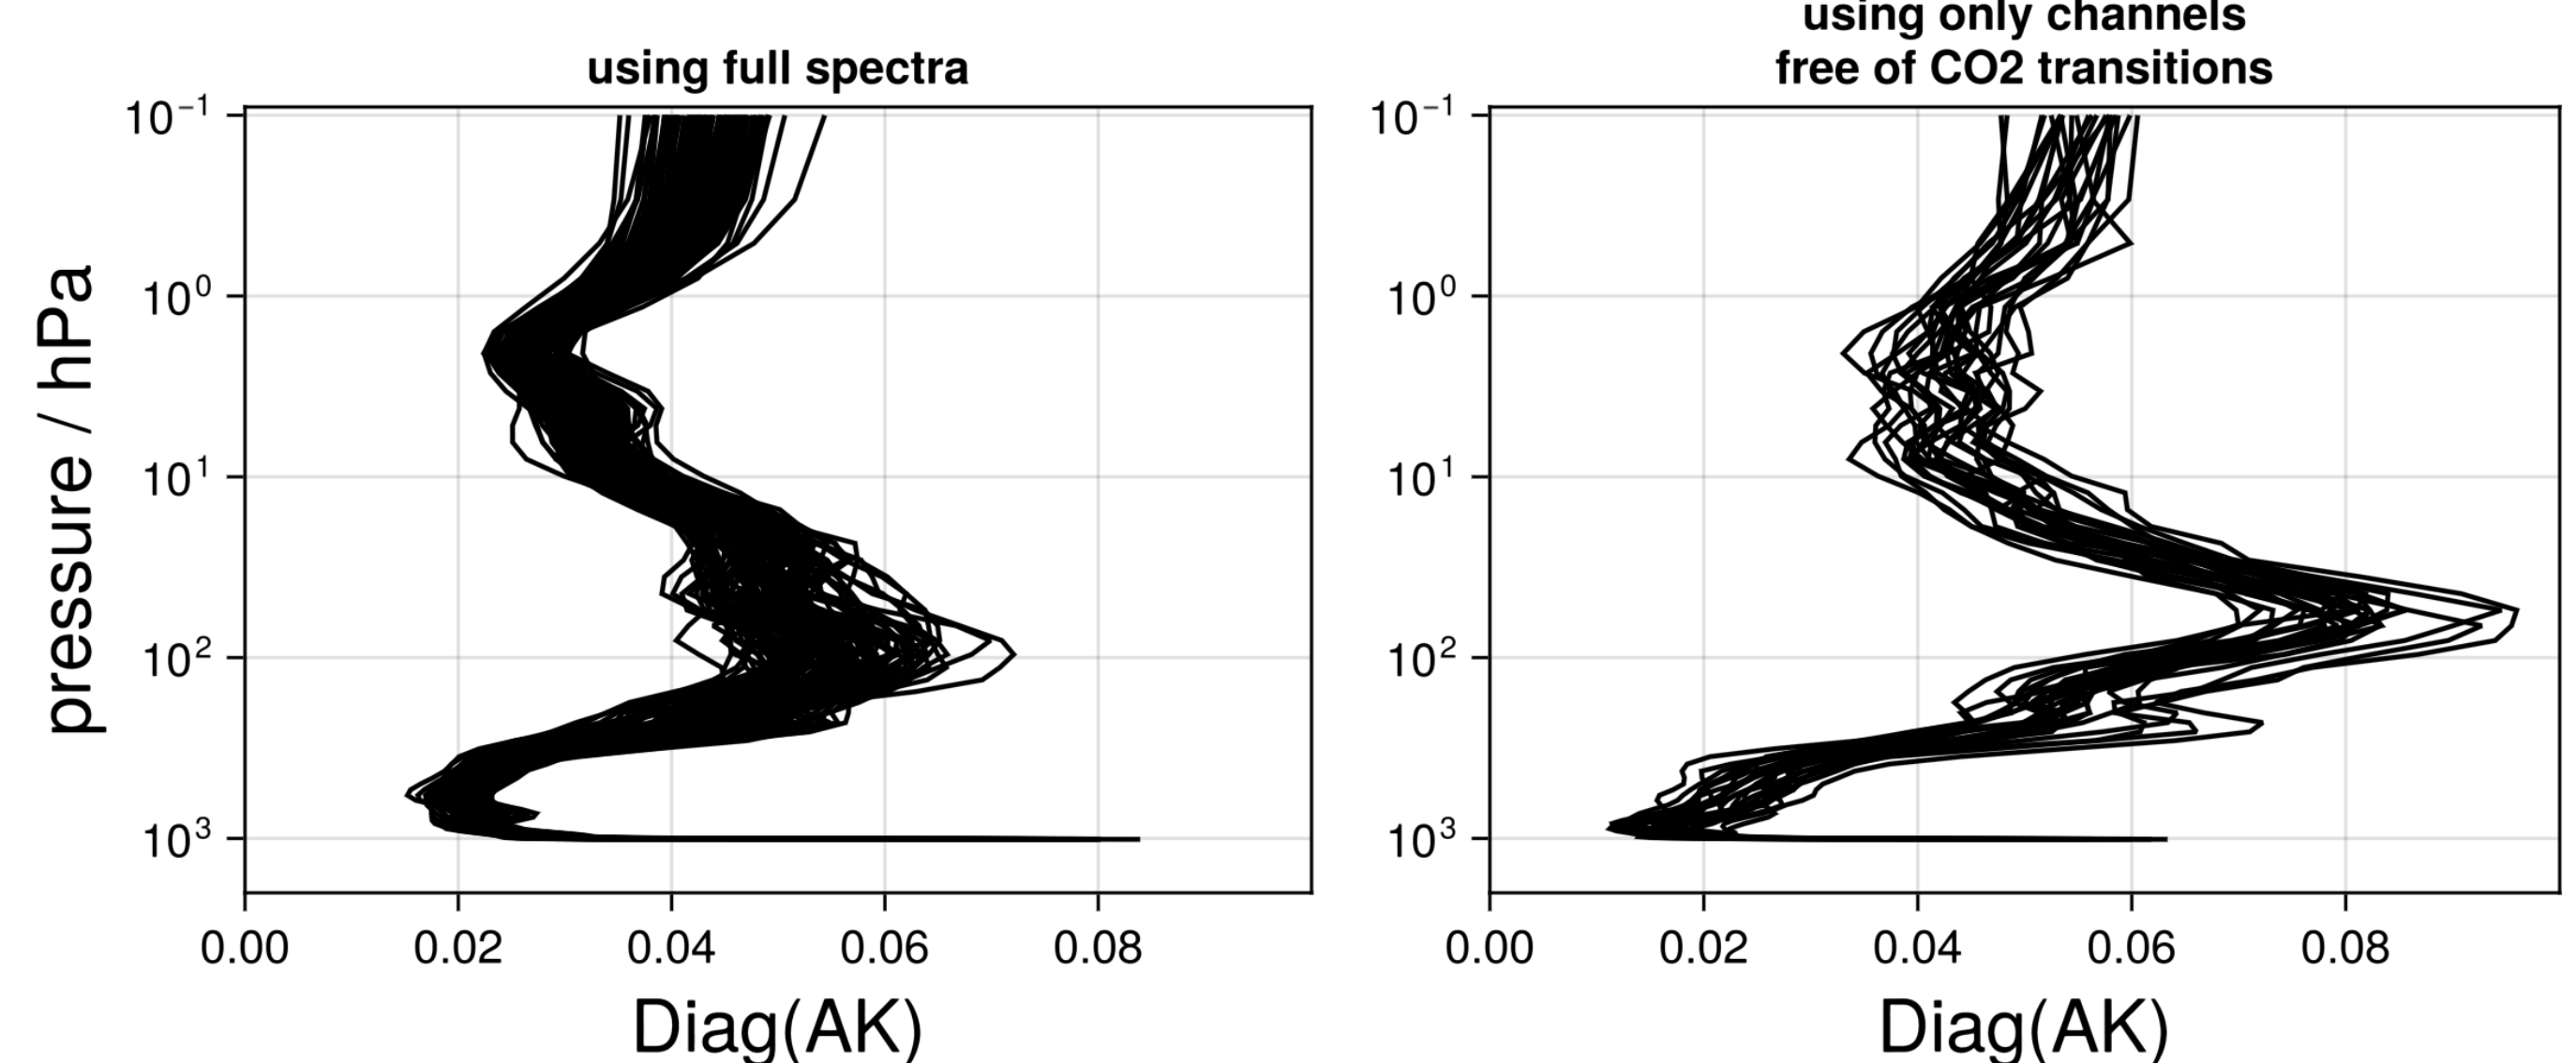 using full spectra
pressure / hPa
10⁻¹
10⁰
10¹
10²
10³
0.00 0.02 0.04 0.06 0.08
Diag(AK)
using only channels
free of CO2 transitions
10⁻¹
10⁰
10¹
10²
10³
0.00 0.02 0.04 0.06 0.08
Diag(AK)